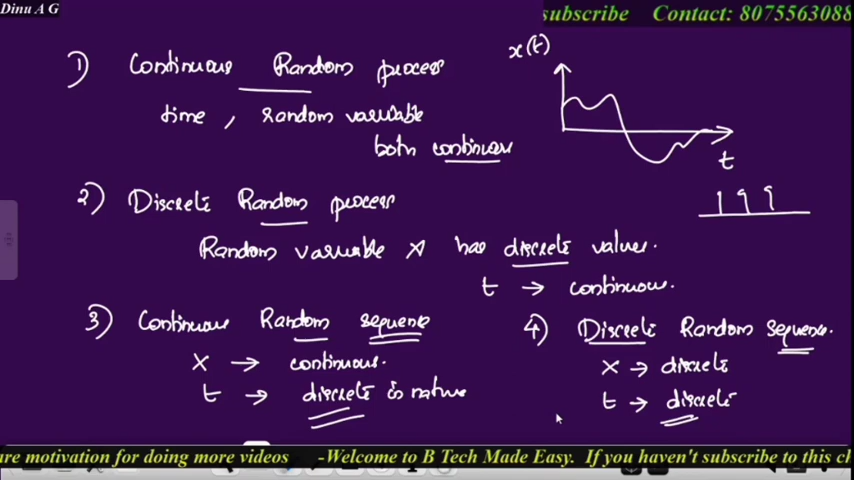 Dinu A G
subscribe Contact: 8075563088
1) Continuous Random process
x(t)
time, random variable
both continuous
t
2) Discrete Random process
Random variable X has discrete values.
t → continuous.
3) Continuous Random sequence
X → continuous.
t → discrete in nature
4) Discrete Random sequence.
X → discrete
t → discrete
are motivation for doing more videos -Welcome to B Tech Made Easy. If you haven't subscribe to this ch